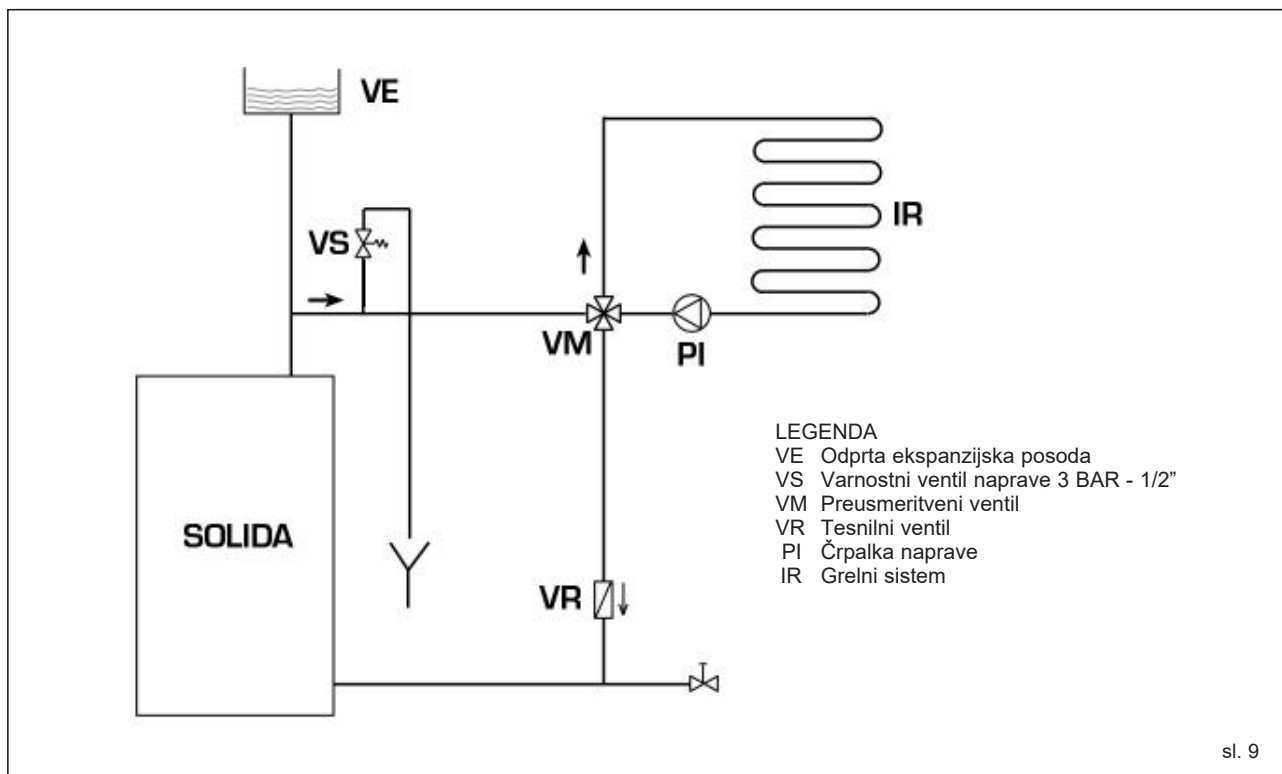 VE
VS
IR
VM
PI
SOLIDA
VR
LEGENDA
VE Odprta ekspanzijska posoda
VS Varnostni ventil naprave 3 BAR - 1/2”
VM Preusmeritveni ventil
VR Tesnilni ventil
PI Črpalka naprave
IR Grelni sistem
sl. 9